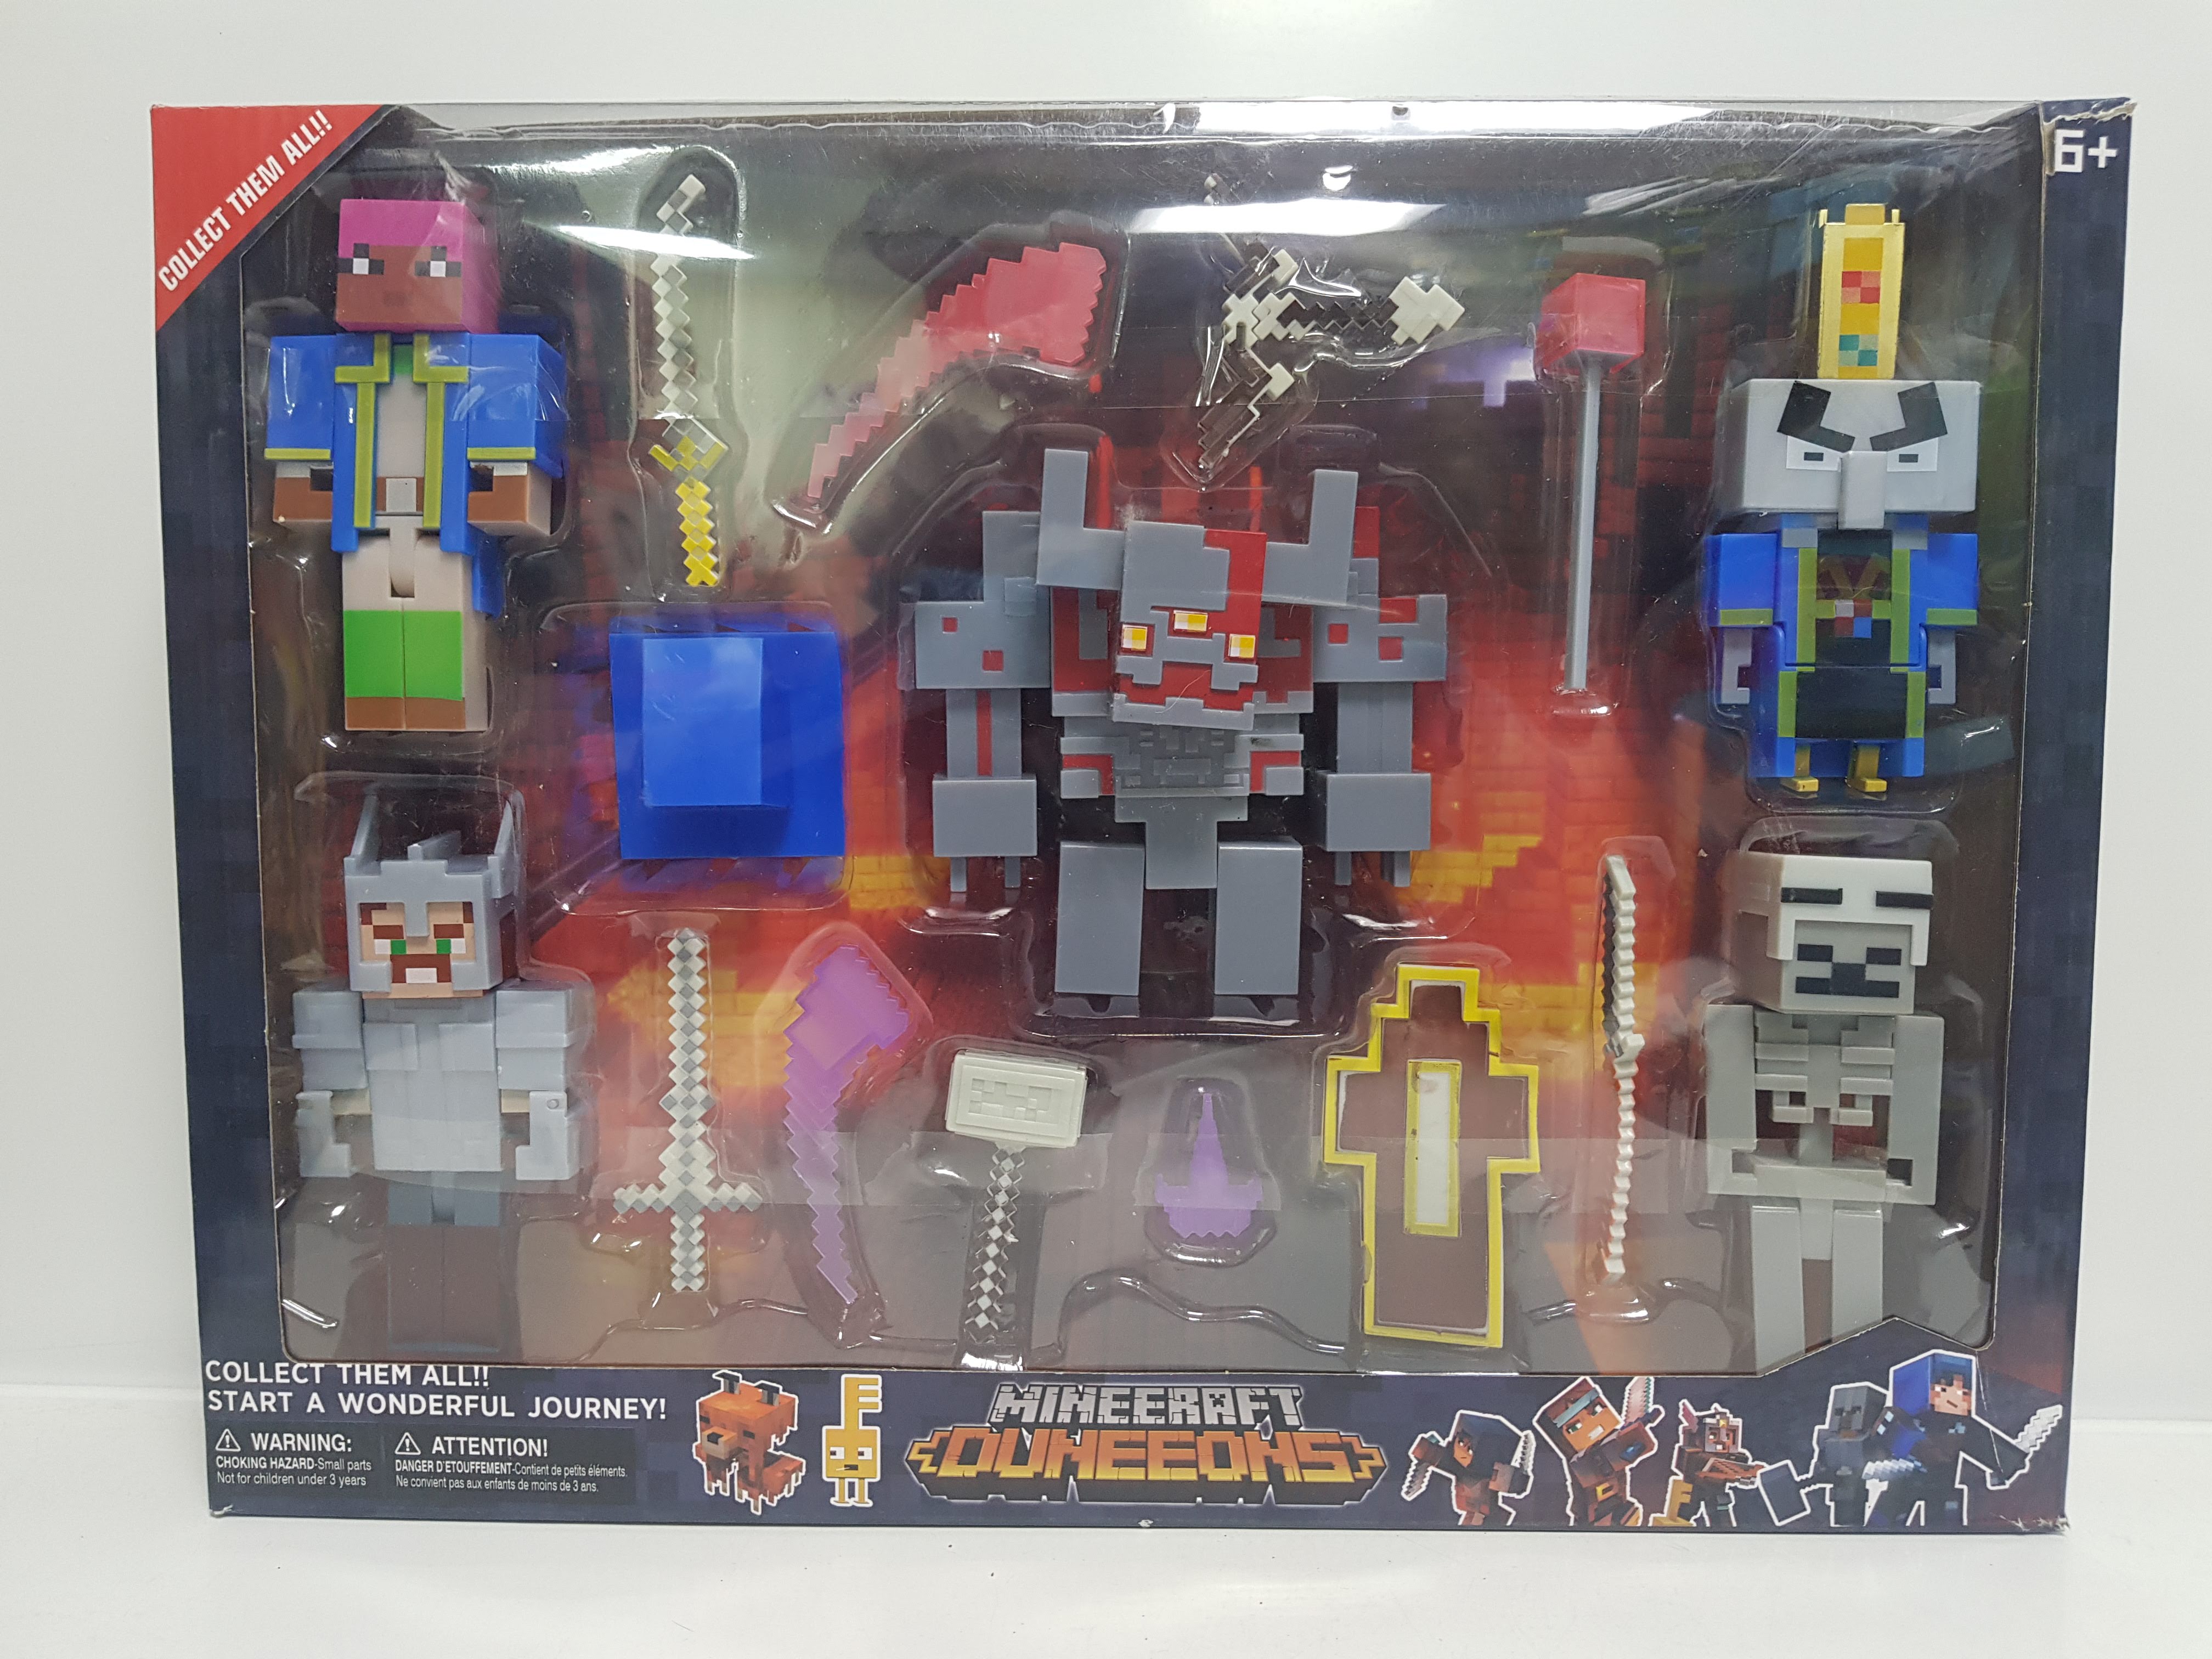 COLLECT THEM ALL!!
6+
COLLECT THEM ALL!!
START A WONDERFUL JOURNEY!
WARNING:
CHOKING HAZARD-Small parts
Not for children under 3 years
ATTENTION!
DANGER D'ETOUFFEMENT-Contient de petits éléments.
Ne convient pas aux enfants de moins de 3 ans.
MINEERAFT
DUNEEONS